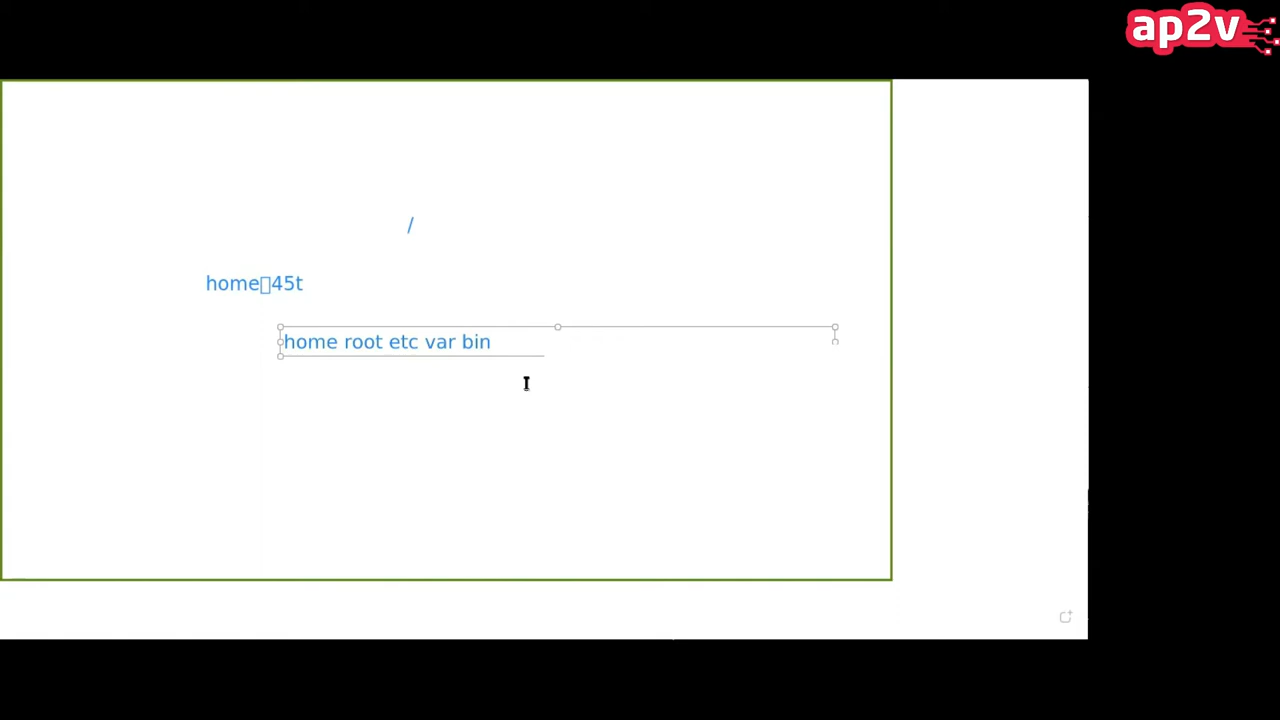 ap2v
/
home▯45t
home root etc var bin